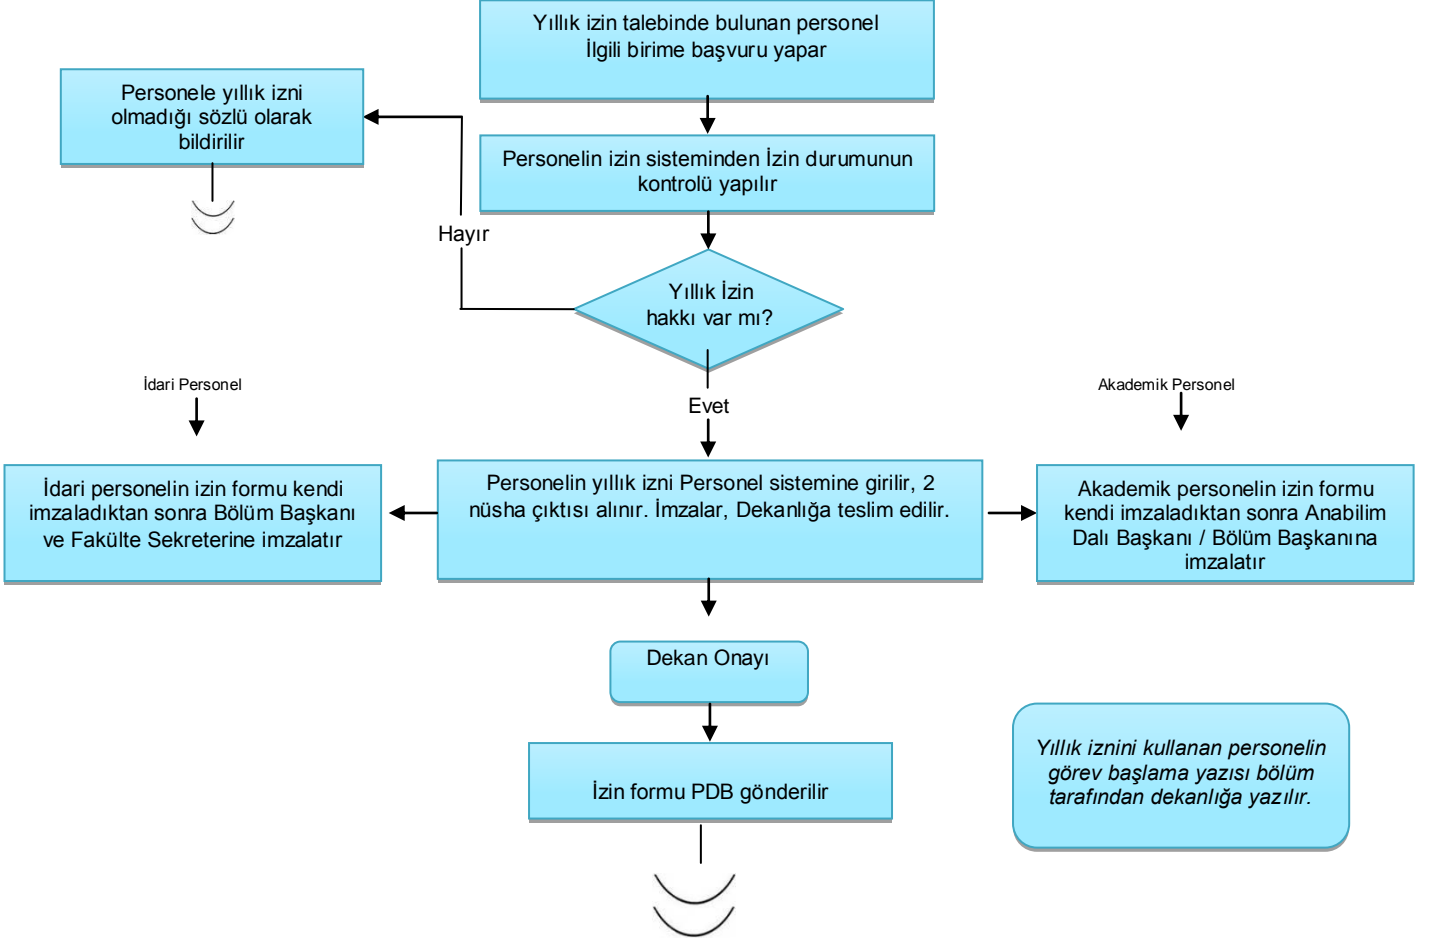 Yıllık izin talebinde bulunan personel
İlgili birime başvuru yapar
Personele yıllık izni
olmadığı sözlü olarak
bildirilir
Personelin izin sisteminden İzin durumunun
kontrolü yapılır
Hayır
Yıllık İzin
hakkı var mı?
İdari Personel
Akademik Personel
Evet
İdari personelin izin formu kendi
imzaladıktan sonra Bölüm Başkanı
ve Fakülte Sekreterine imzalatır
Personelin yıllık izni Personel sistemine girilir, 2
nüsha çıktısı alınır. İmzalar, Dekanlığa teslim edilir.
Akademik personelin izin formu
kendi imzaladıktan sonra Anabilim
Dalı Başkanı / Bölüm Başkanına
imzalatır
Dekan Onayı
İzin formu PDB gönderilir
Yıllık iznini kullanan personelin
görev başlama yazısı bölüm
tarafından dekanlığa yazılır.